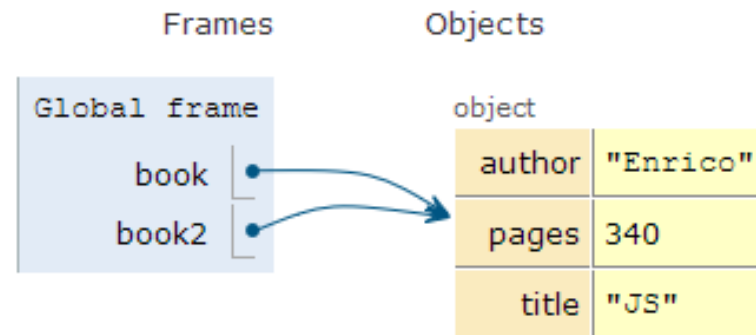 Frames Objects
Global frame
object
book
author "Enrico"
book2
pages 340
title "JS"